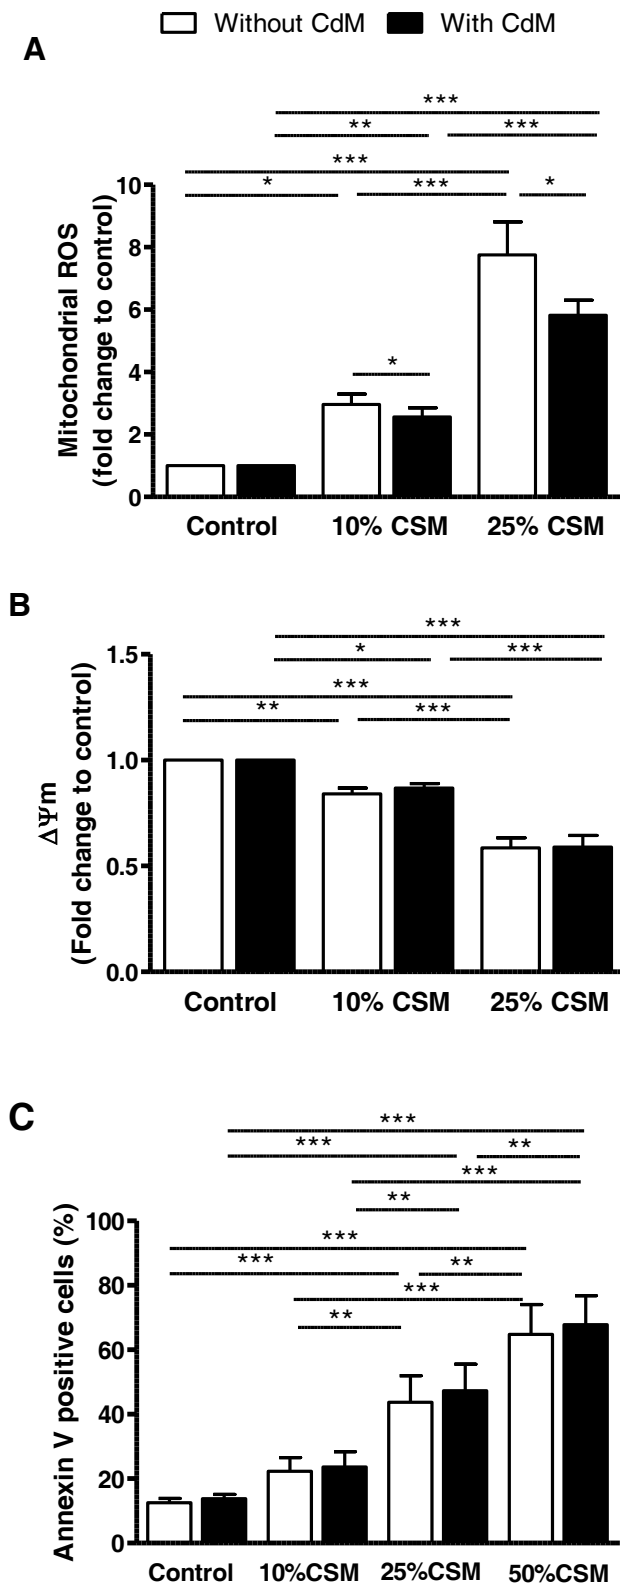 Without CdM With CdM
A
***
** ***
***
* *** *
*
Mitochondrial ROS
(fold change to control)
10
8
6
4
2
0
Control 10% CSM 25% CSM
B
***
* ***
***
** ***
ΔΨm
(Fold change to control)
1.5
1.0
0.5
0.0
Control 10% CSM 25% CSM
C
***
*** **
***
**
***
*** **
***
**
Annexin V positive cells (%)
100
80
60
40
20
0
Control 10%CSM 25%CSM 50%CSM